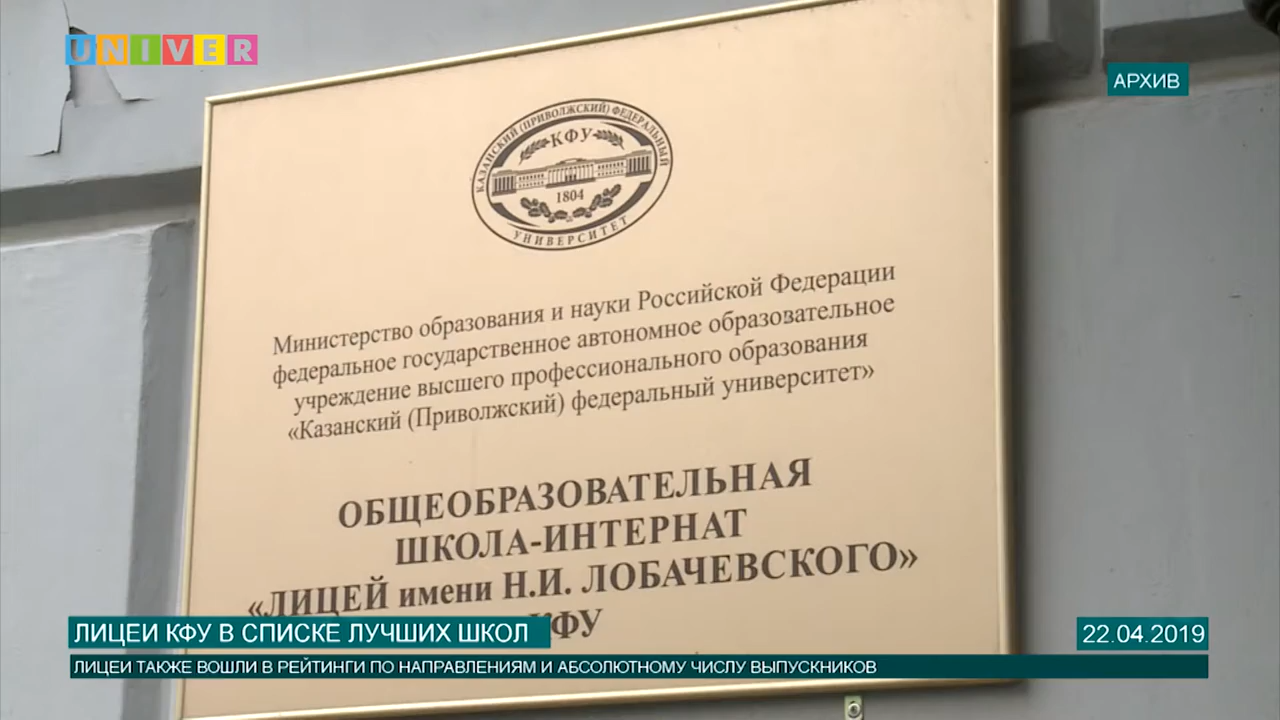 UNIVER
АРХИВ
КАЗАНСКИЙ (ПРИВОЛЖСКИЙ) ФЕДЕРАЛЬНЫЙ
КФУ
1804
УНИВЕРСИТЕТ
Министерство образования и науки Российской Федерации
федеральное государственное автономное образовательное
учреждение высшего профессионального образования
«Казанский (Приволжский) федеральный университет»
ОБЩЕОБРАЗОВАТЕЛЬНАЯ
ШКОЛА-ИНТЕРНАТ
«ЛИЦЕЙ имени Н.И. ЛОБАЧЕВСКОГО»
КФУ
ЛИЦЕИ КФУ В СПИСКЕ ЛУЧШИХ ШКОЛ
22.04.2019
ЛИЦЕИ ТАКЖЕ ВОШЛИ В РЕЙТИНГИ ПО НАПРАВЛЕНИЯМ И АБСОЛЮТНОМУ ЧИСЛУ ВЫПУСКНИКОВ